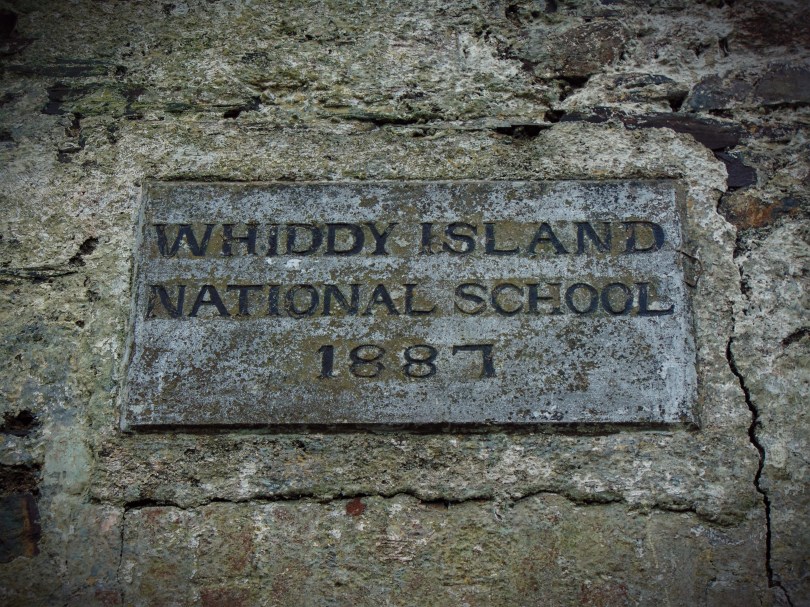 WHIDDY ISLAND
NATIONAL SCHOOL
1887